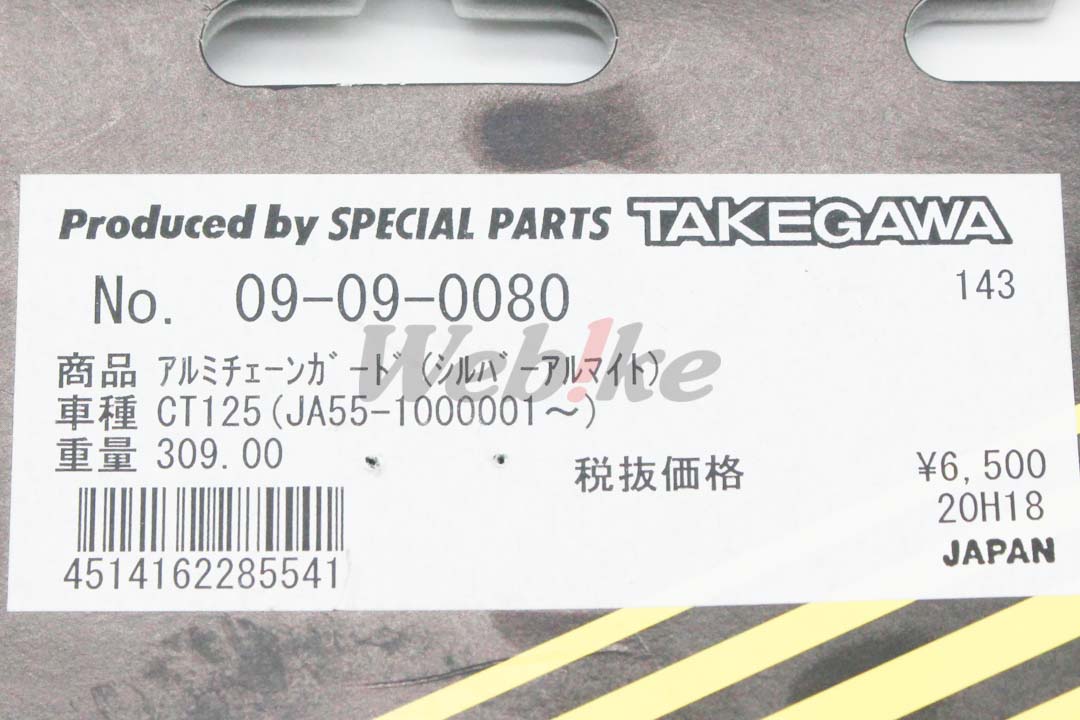 Produced by SPECIAL PARTS TAKEGAWA
No. 09-09-0080
143
商品 ｱﾙﾐﾁｪｰﾝｶﾞｰﾄﾞ(ｼﾙﾊﾞｰｱﾙﾏｲﾄ)
Web!ke
車種 CT125(JA55-1000001～)
重量 309.00
税抜価格 ¥6,500
20H18
JAPAN
4514162285541